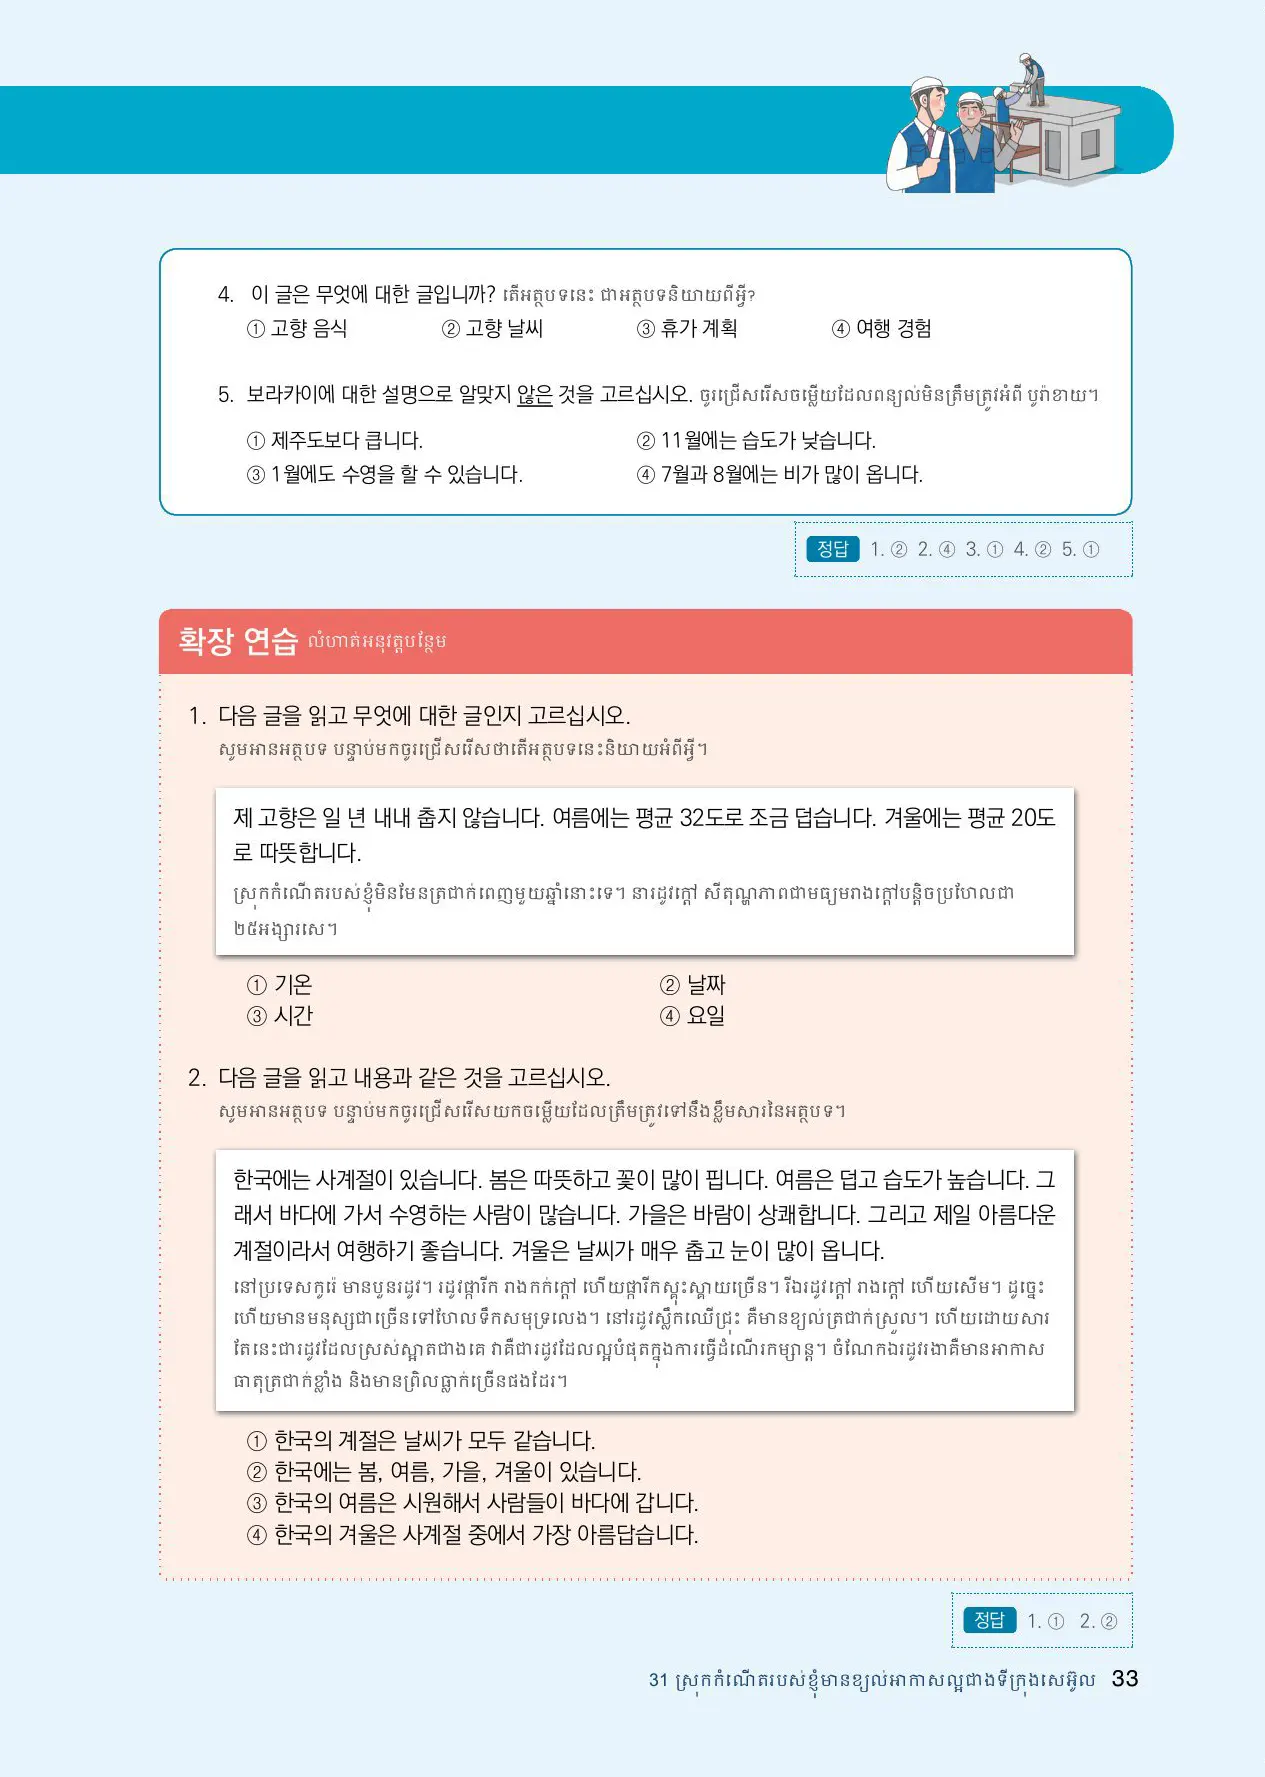 4. 이 글은 무엇에 대한 글입니까? តើអត្ថបទនេះ ជាអត្ថបទនិយាយពីអ្វី?
① 고향 음식 ② 고향 날씨 ③ 휴가 계획 ④ 여행 경험
5. 보라카이에 대한 설명으로 알맞지 않은 것을 고르십시오. ចូរជ្រើសរើសចម្លើយដែលពន្យល់មិនត្រឹមត្រូវអំពី បូរ៉ាខាយ។
① 제주도보다 큽니다. ② 11월에는 습도가 낮습니다.
③ 1월에도 수영을 할 수 있습니다. ④ 7월과 8월에는 비가 많이 옵니다.
정답 1. ② 2. ④ 3. ① 4. ② 5. ①
확장 연습 លំហាត់អនុវត្តបន្ថែម
1. 다음 글을 읽고 무엇에 대한 글인지 고르십시오.
សូមអានអត្ថបទ បន្ទាប់មកចូរជ្រើសរើសថាតើអត្ថបទនេះនិយាយអំពីអ្វី។
제 고향은 일 년 내내 춥지 않습니다. 여름에는 평균 32도로 조금 덥습니다. 겨울에는 평균 20도
로 따뜻합니다.
ស្រុកកំណើតរបស់ខ្ញុំមិនមែនត្រជាក់ពេញមួយឆ្នាំនោះទេ។ នារដូវក្ដៅ សីតុណ្ហភាពជាមធ្យមរាងក្ដៅបន្តិចប្រហែលជា
២៥អង្សារសេ។
① 기온 ② 날짜
③ 시간 ④ 요일
2. 다음 글을 읽고 내용과 같은 것을 고르십시오.
សូមអានអត្ថបទ បន្ទាប់មកចូរជ្រើសរើសយកចម្លើយដែលត្រឹមត្រូវទៅនឹងខ្លឹមសារនៃអត្ថបទ។
한국에는 사계절이 있습니다. 봄은 따뜻하고 꽃이 많이 핍니다. 여름은 덥고 습도가 높습니다. 그
래서 바다에 가서 수영하는 사람이 많습니다. 가을은 바람이 상쾌합니다. 그리고 제일 아름다운
계절이라서 여행하기 좋습니다. 겨울은 날씨가 매우 춥고 눈이 많이 옵니다.
នៅប្រទេសកូរ៉េ មានបួនរដូវ។ រដូវផ្ការីក រាងកក់ក្ដៅ ហើយផ្ការីកស្គុះស្គាយច្រើន។ រីឯរដូវក្ដៅ រាងក្ដៅ ហើយសើម។ ដូច្នេះ
ហើយមានមនុស្សជាច្រើនទៅហែលទឹកសមុទ្រលេង។ នៅរដូវស្លឹកឈើជ្រុះ គឺមានខ្យល់ត្រជាក់ស្រួល។ ហើយដោយសារ
តែនេះជារដូវដែលស្រស់ស្អាតជាងគេ វាគឺជារដូវដែលល្អបំផុតក្នុងការធ្វើដំណើរកម្សាន្ត។ ចំណែកឯរដូវរងាគឺមានអាកាស
ធាតុត្រជាក់ខ្លាំង និងមានព្រិលធ្លាក់ច្រើនផងដែរ។
① 한국의 계절은 날씨가 모두 같습니다.
② 한국에는 봄, 여름, 가을, 겨울이 있습니다.
③ 한국의 여름은 시원해서 사람들이 바다에 갑니다.
④ 한국의 겨울은 사계절 중에서 가장 아름답습니다.
정답 1. ① 2. ②
31 ស្រុកកំណើតរបស់ខ្ញុំមានខ្យល់អាកាសល្អជាងទីក្រុងសេអ៊ូល 33